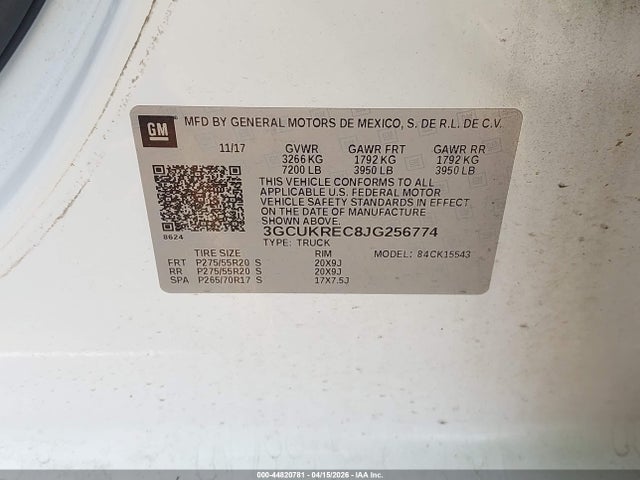 GM
MFD BY GENERAL MOTORS DE MEXICO, S. DE R.L. DE C.V.
11/17 GVWR GAWR FRT GAWR RR
3266 KG 1792 KG 1792 KG
7200 LB 3950 LB 3950 LB
THIS VEHICLE CONFORMS TO ALL
APPLICABLE U.S. FEDERAL MOTOR
VEHICLE SAFETY STANDARDS IN EFFECT
ON THE DATE OF MANUFACTURE
SHOWN ABOVE.
8624
3GCUKREC8JG256774
TYPE: TRUCK
TIRE SIZE RIM MODEL: 84CK15543
FRT P275/55R20 S 20X9J
RR P275/55R20 S 20X9J
SPA P265/70R17 S 17X7.5J
000-44820781 - 04/15/2026 - IAA Inc.